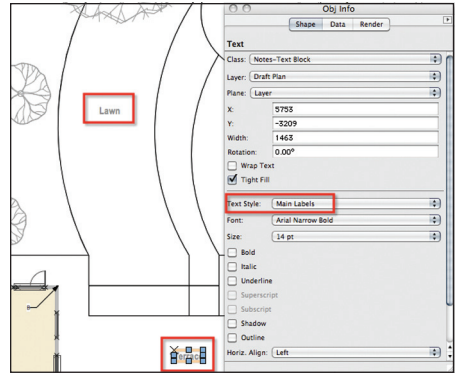 Lawn
Terrace
Obj Info
Shape Data Render
Text
Class: Notes-Text Block
Layer: Draft Plan
Plane: Layer
X: 5753
Y: -3209
Width: 1463
Rotation: 0.00°
Wrap Text
Tight Fill
Text Style: Main Labels
Font: Arial Narrow Bold
Size: 14 pt
Bold
Italic
Underline
Superscript
Subscript
Shadow
Outline
Horiz. Align: Left